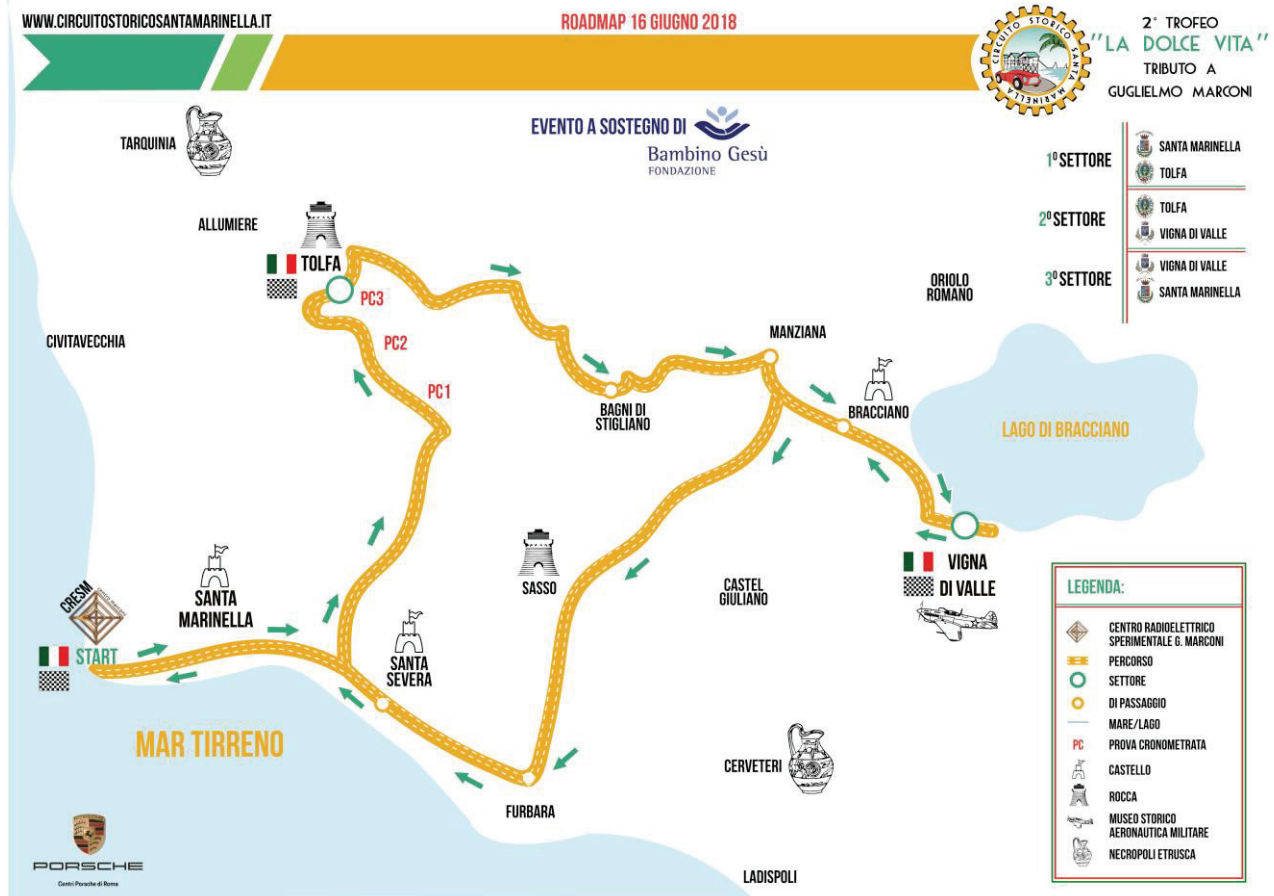 WWW.CIRCUITOSTORICOSANTAMARINELLA.IT
ROADMAP 16 GIUGNO 2018
CIRCUITO STORICO SANTA MARINELLA
2° TROFEO
"LA DOLCE VITA"
TRIBUTO A
GUGLIELMO MARCONI
EVENTO A SOSTEGNO DI
Bambino Gesù
FONDAZIONE
1° SETTORE
SANTA MARINELLA
TOLFA
2° SETTORE
TOLFA
VIGNA DI VALLE
3° SETTORE
VIGNA DI VALLE
SANTA MARINELLA
TARQUINIA
ALLUMIERE
TOLFA
PC3
PC2
PC1
CIVITAVECCHIA
ORIOLO
ROMANO
MANZIANA
BAGNI DI
STIGLIANO
BRACCIANO
LAGO DI BRACCIANO
SASSO
CASTEL
GIULIANO
VIGNA
DI VALLE
CRESM
START
SANTA
MARINELLA
SANTA
SEVERA
MAR TIRRENO
FURBARA
CERVETERI
LADISPOLI
LEGENDA:
CENTRO RADIOELETTRICO
SPERIMENTALE G. MARCONI
PERCORSO
SETTORE
DI PASSAGGIO
MARE/LAGO
PC PROVA CRONOMETRATA
CASTELLO
ROCCA
MUSEO STORICO
AERONAUTICA MILITARE
NECROPOLI ETRUSCA
PORSCHE
Centri Porsche di Roma